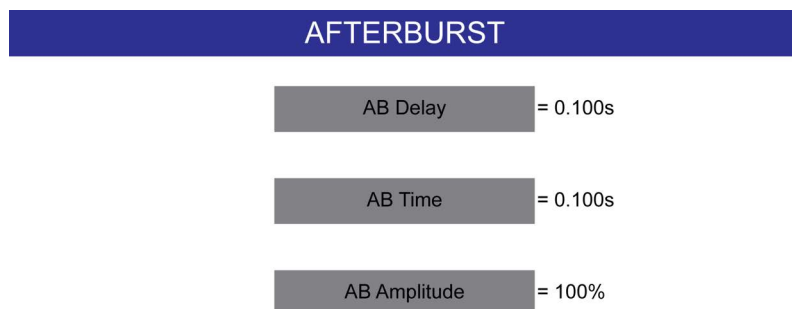 AFTERBURST
AB Delay = 0.100s
AB Time = 0.100s
AB Amplitude = 100%